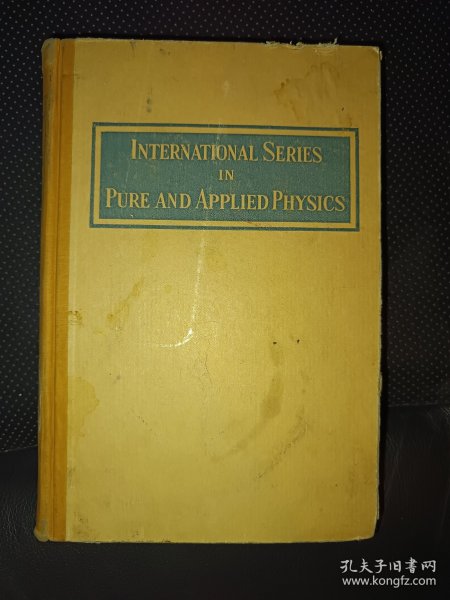 INTERNATIONAL SERIES
IN
PURE AND APPLIED PHYSICS
孔夫子旧书网
www.kongfz.com